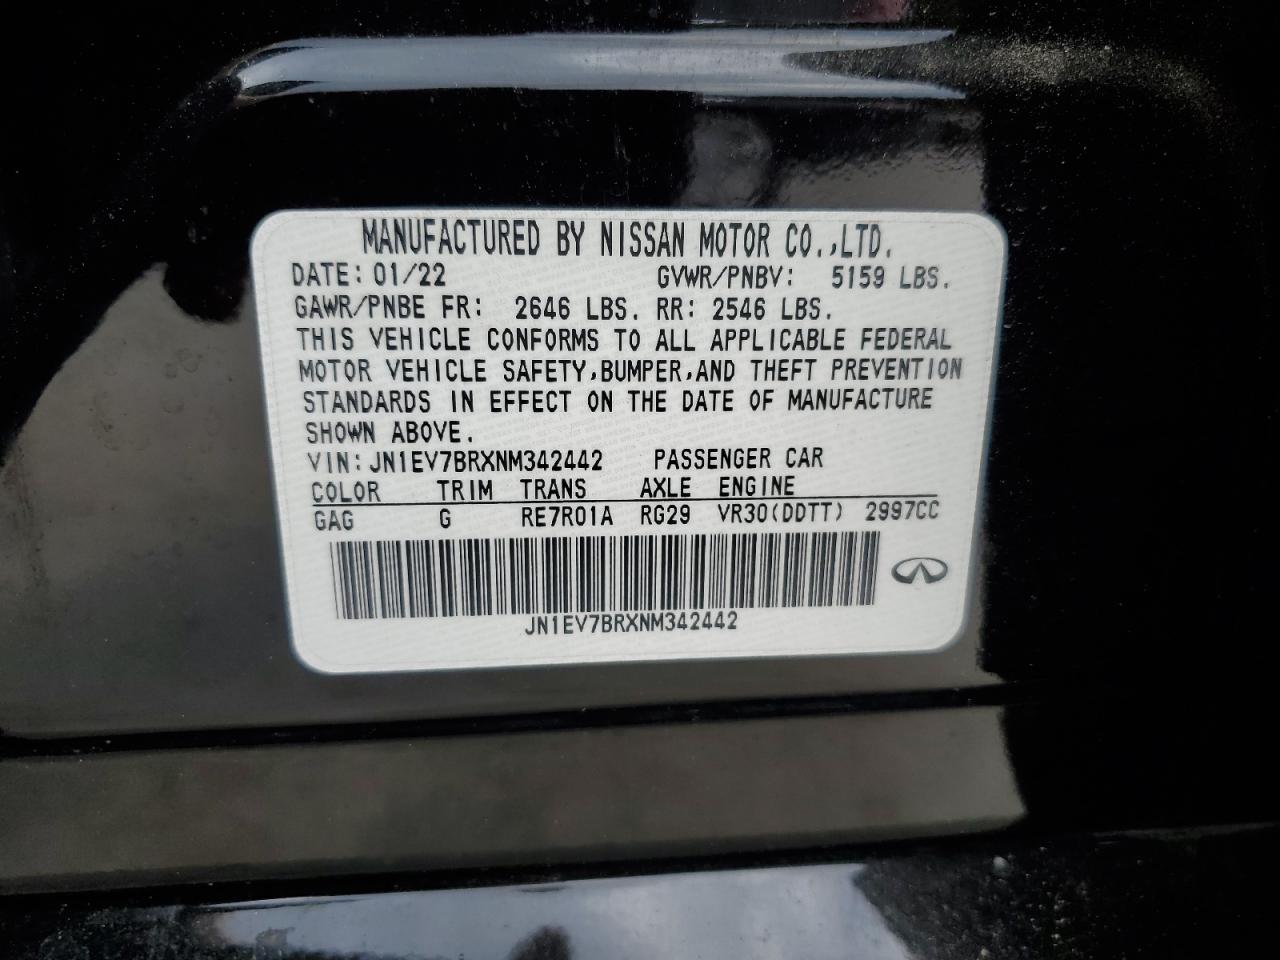 MANUFACTURED BY NISSAN MOTOR CO.,LTD.
DATE: 01/22 GVWR/PNBV: 5159 LBS.
GAWR/PNBE FR: 2646 LBS. RR: 2546 LBS.
THIS VEHICLE CONFORMS TO ALL APPLICABLE FEDERAL
MOTOR VEHICLE SAFETY,BUMPER,AND THEFT PREVENTION
STANDARDS IN EFFECT ON THE DATE OF MANUFACTURE
SHOWN ABOVE.
VIN: JN1EV7BRXNM342442 PASSENGER CAR
COLOR TRIM TRANS AXLE ENGINE
GAG G RE7R01A RG29 VR30(DDTT) 2997CC
JN1EV7BRXNM342442